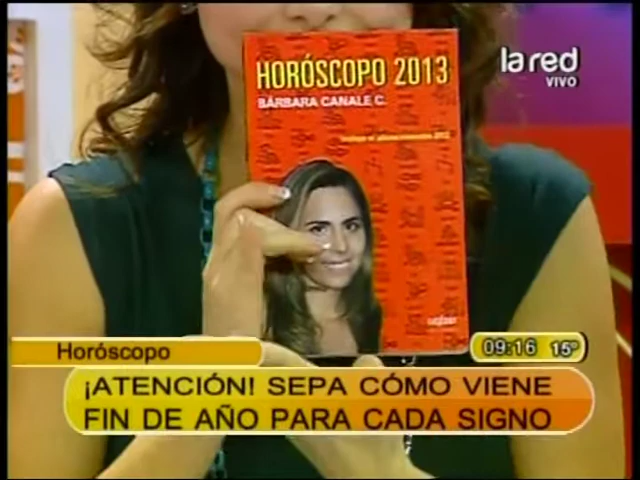 HORÓSCOPO 2013
BÁRBARA CANALE C.
la red
VIVO
Horóscopo
09:16 15°
¡ATENCIÓN! SEPA CÓMO VIENE
FIN DE AÑO PARA CADA SIGNO